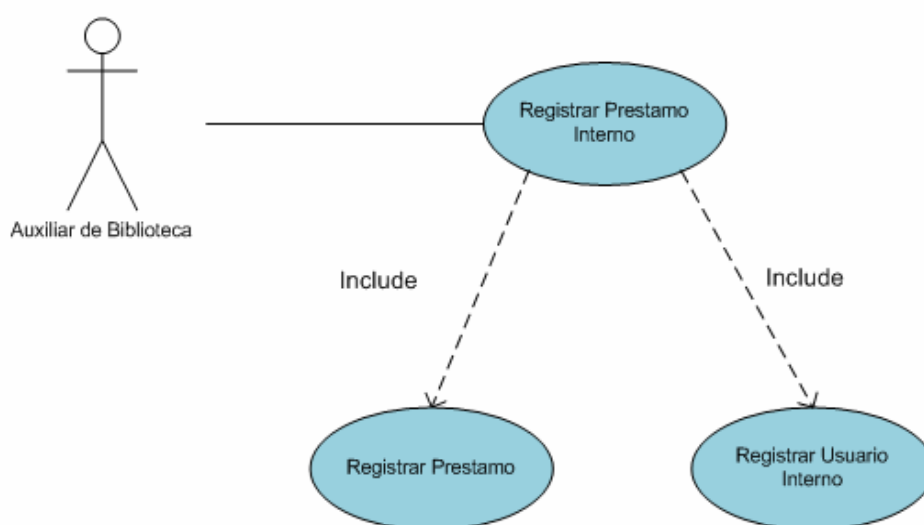 Registrar Prestamo
Interno
Auxiliar de Biblioteca
Include
Include
Registrar Prestamo
Registrar Usuario
Interno